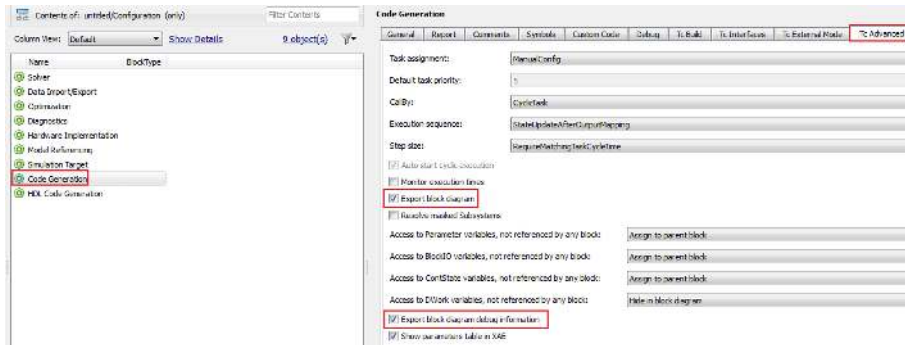 Contents of: untitled/Configuration (only)
Filter Contents
Column View: Default
Show Details
9 object(s)
Name
BlockType
Solver
Data Import/Export
Optimization
Diagnostics
Hardware Implementation
Model Referencing
Simulation Target
Code Generation
HDL Code Generation
Code Generation
General
Report
Comments
Symbols
Custom Code
Debug
Tc Build
Tc Interfaces
Tc External Mode
Tc Advanced
Task assignment:
ManualConfig
Default task priority:
5
CallBy:
CyclicTask
Execution sequence:
StateUpdateAfterOutputMapping
Step size:
RequireMatchingTaskCycleTime
Auto start cyclic execution
Monitor execution times
Export block diagram
Resolve masked Subsystems
Access to Parameter variables, not referenced by any block:
Assign to parent block
Access to BlockIO variables, not referenced by any block:
Assign to parent block
Access to ContState variables, not referenced by any block:
Assign to parent block
Access to DWork variables, not referenced by any block:
Hide in block diagram
Export block diagram debug information
Show parameters table in XAE